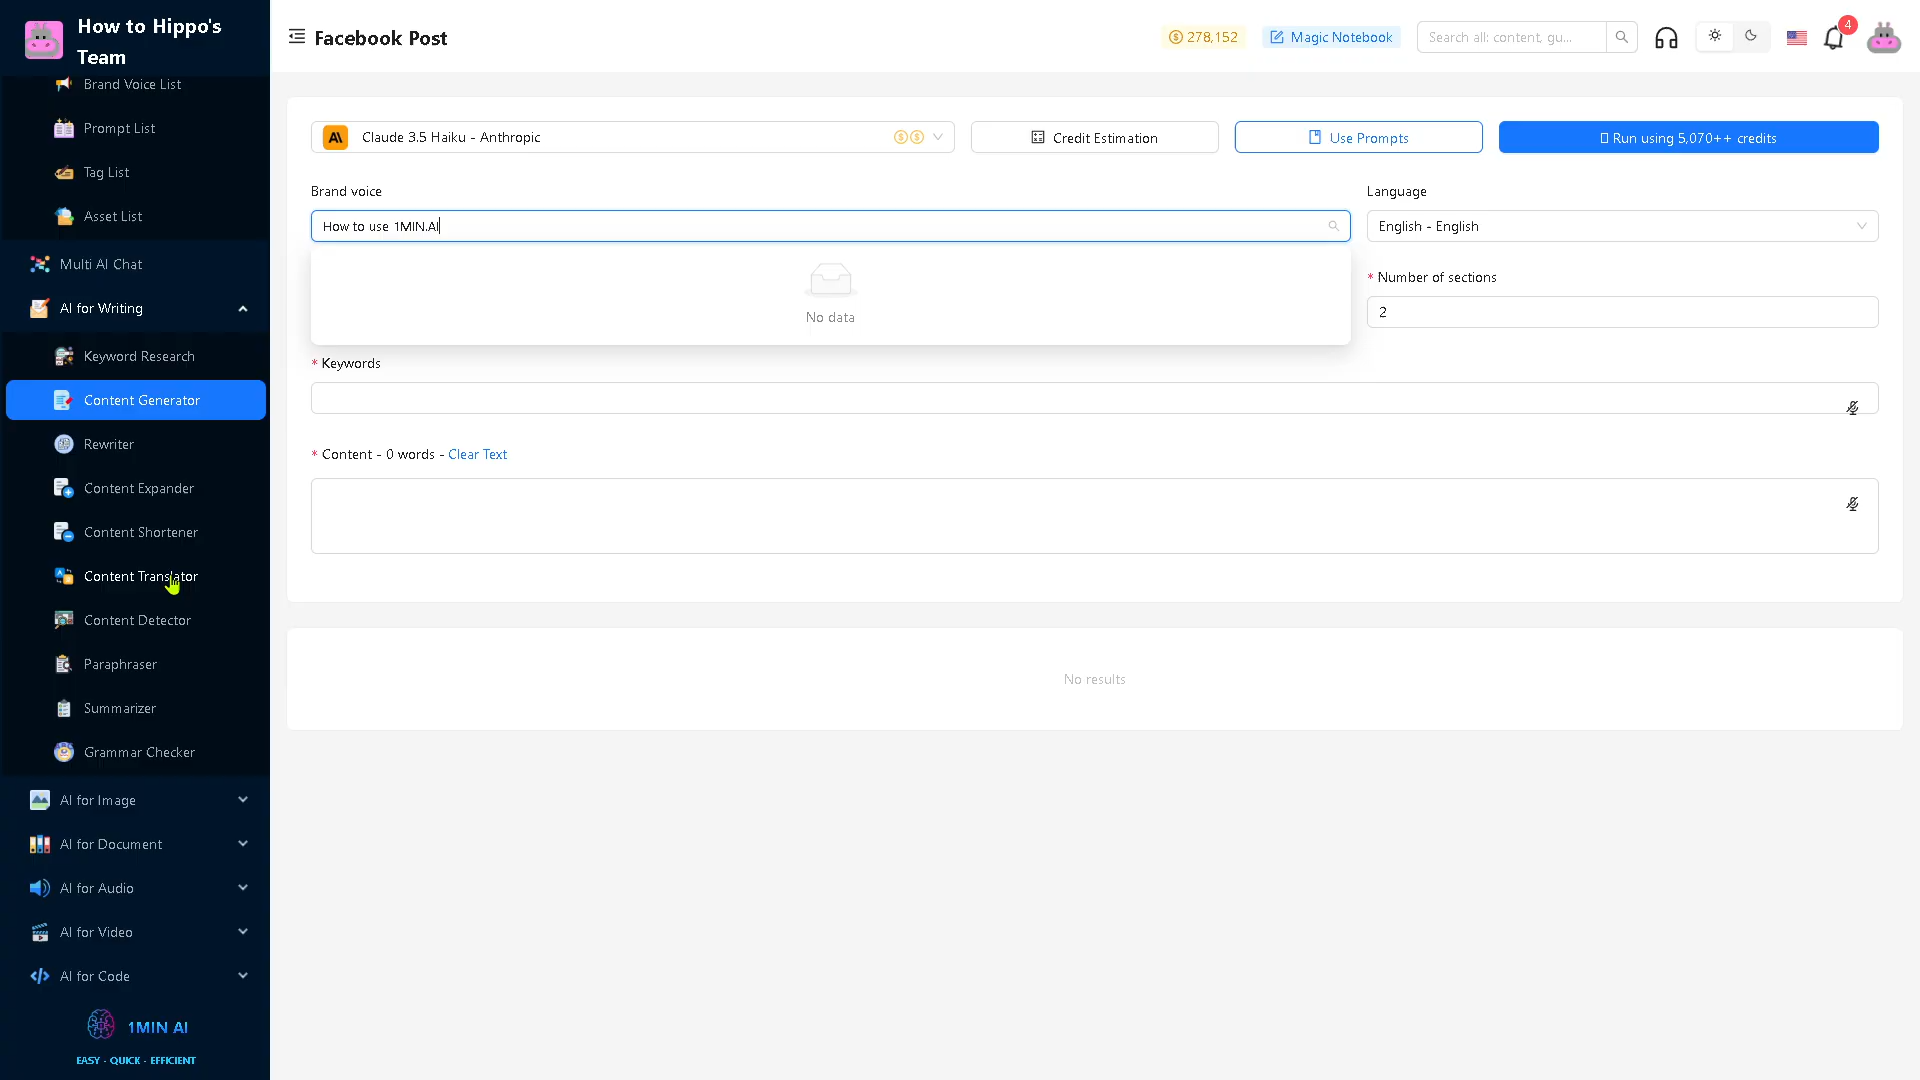 How to Hippo's
Team
Brand Voice List
Prompt List
Tag List
Asset List
Multi AI Chat
AI for Writing
Keyword Research
Content Generator
Rewriter
Content Expander
Content Shortener
Content Translator
Content Detector
Paraphraser
Summarizer
Grammar Checker
AI for Image
AI for Document
AI for Audio
AI for Video
AI for Code
1MIN AI
EASY - QUICK - EFFICIENT
Facebook Post
278,152
Magic Notebook
Search all: content, gu...
4
Claude 3.5 Haiku - Anthropic
Credit Estimation
Use Prompts
Run using 5,070++ credits
Brand voice
Language
How to use 1MIN.AI
English - English
No data
* Number of sections
2
* Keywords
* Content - 0 words - Clear Text
No results